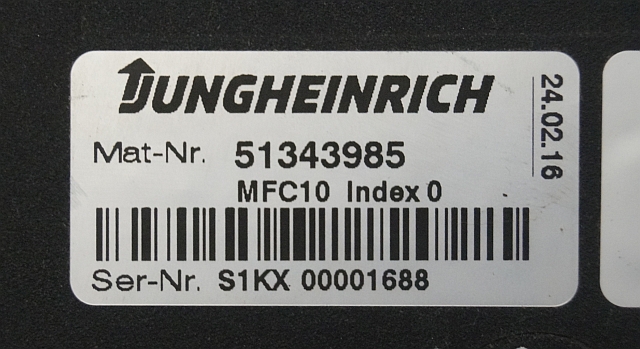 JUNGHEINRICH
24.02.16
Mat-Nr. 51343985
MFC10 Index 0
Ser-Nr. S1KX 00001688